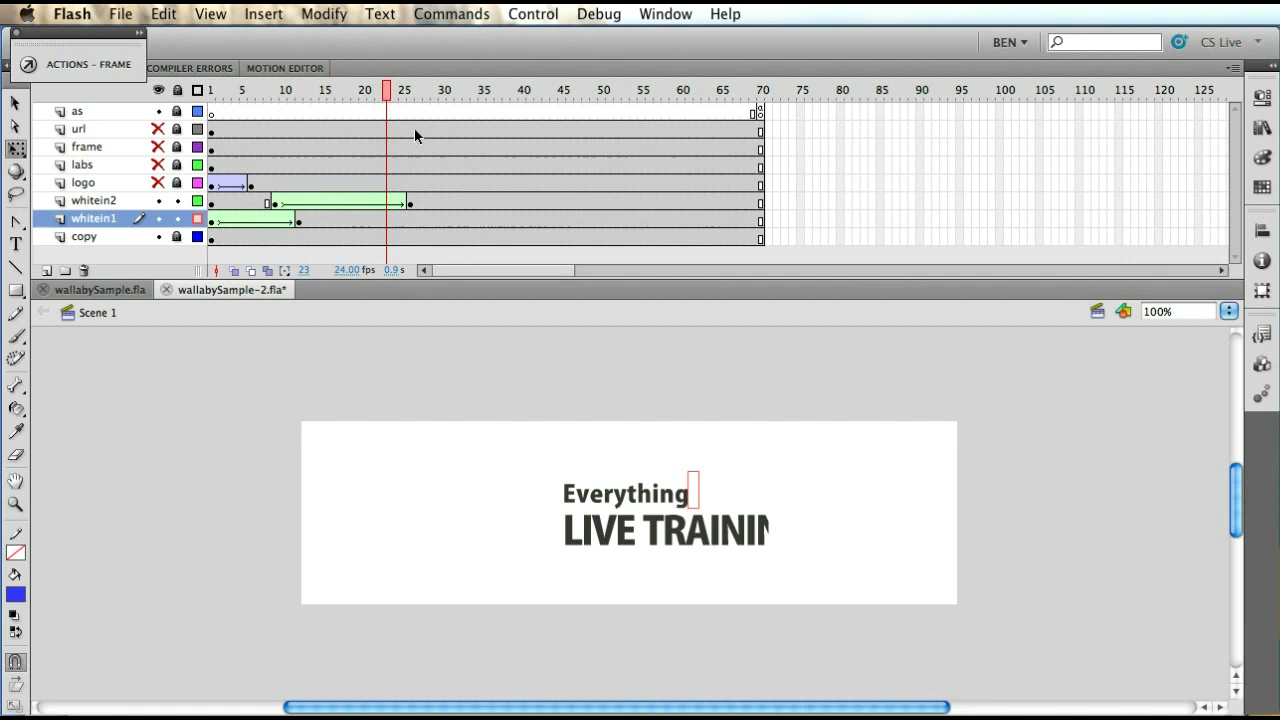 Flash File Edit View Insert Modify Text Commands Control Debug Window Help
BEN CS Live
ACTIONS - FRAME
COMPILER ERRORS MOTION EDITOR
1 5 10 15 20 25 30 35 40 45 50 55 60 65 70 75 80 85 90 95 100 105 110 115 120 125
as
url
frame
labs
logo
whitein2
whitein1
copy
23 24.00 fps 0.9 s
wallabySample.fla wallabySample-2.fla*
Scene 1 100%
Everything
LIVE TRAININ